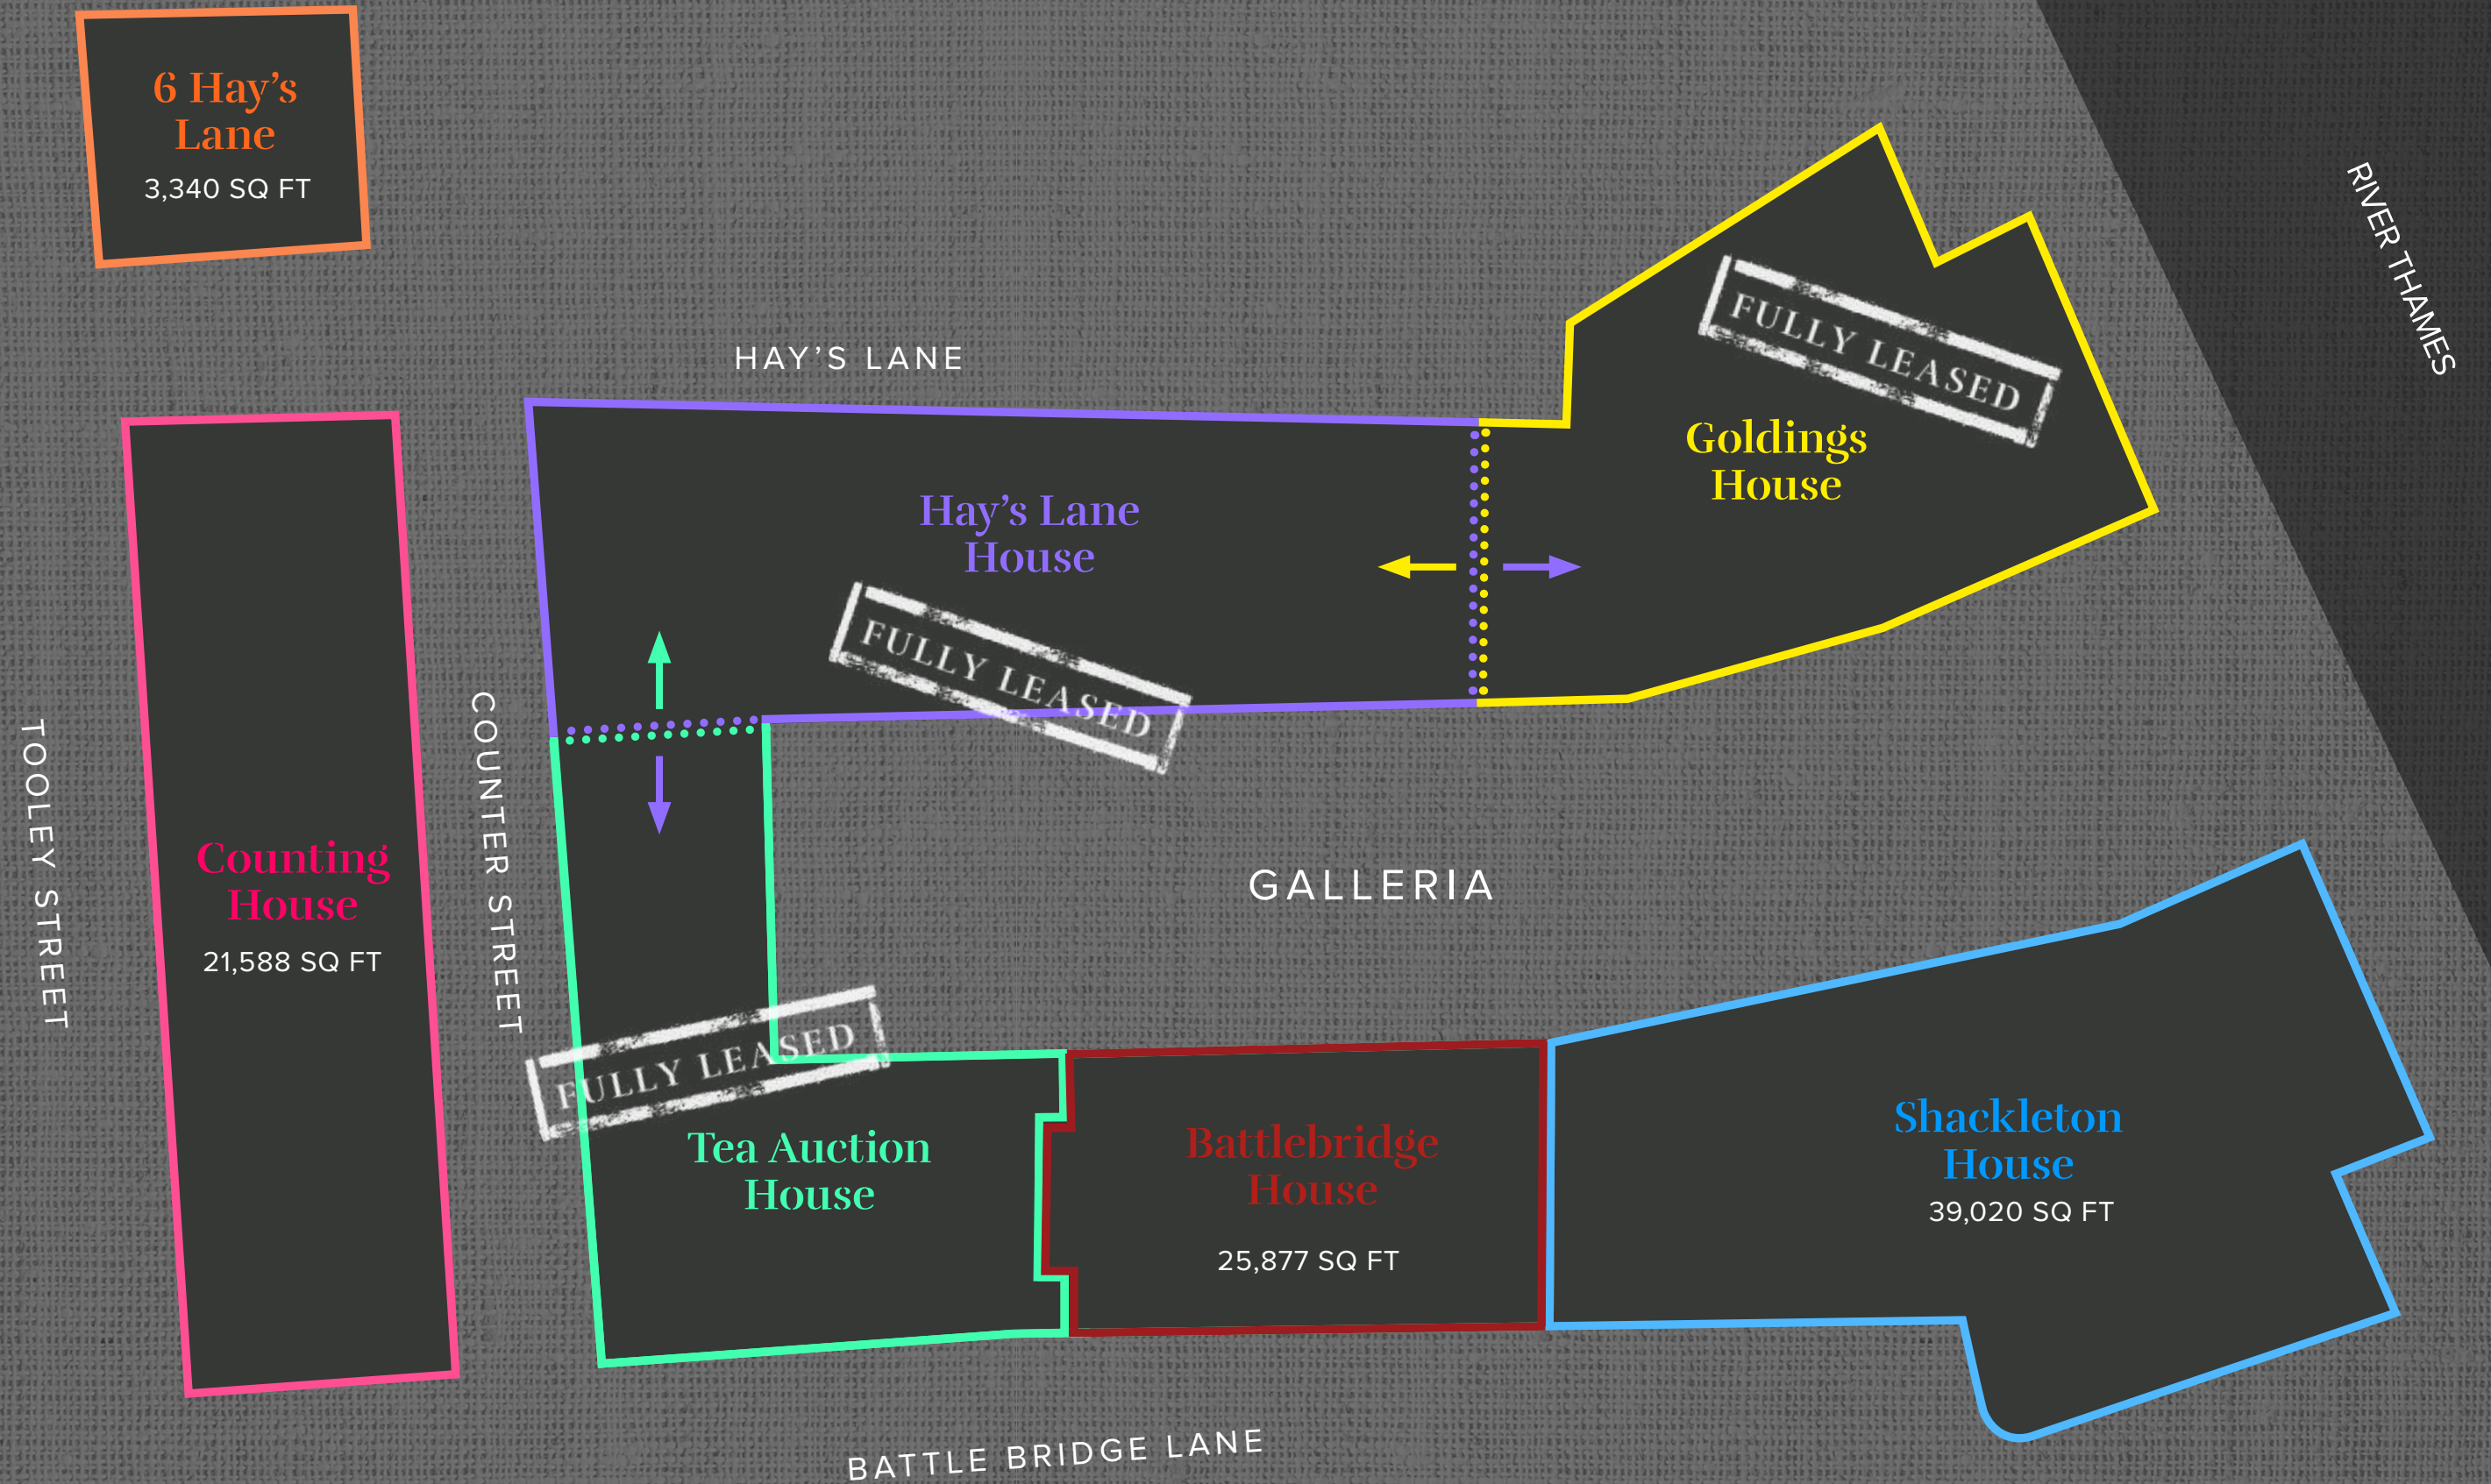 6 Hay’s
Lane
3,340 SQ FT
RIVER THAMES
HAY’S LANE
FULLY LEASED
Goldings
House
Hay’s Lane
House
FULLY LEASED
TOOLEY STREET
Counting
House
21,588 SQ FT
COUNTER STREET
GALLERIA
FULLY LEASED
Tea Auction
House
Battlebridge
House
25,877 SQ FT
Shackleton
House
39,020 SQ FT
BATTLE BRIDGE LANE